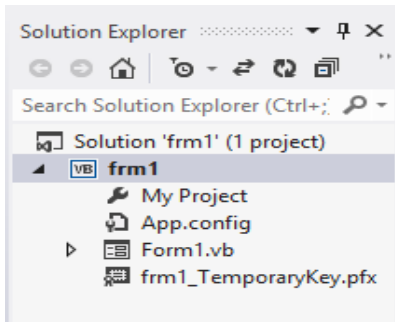 Solution Explorer
Search Solution Explorer (Ctrl+;
Solution 'frm1' (1 project)
VB frm1
My Project
App.config
Form1.vb
frm1_TemporaryKey.pfx